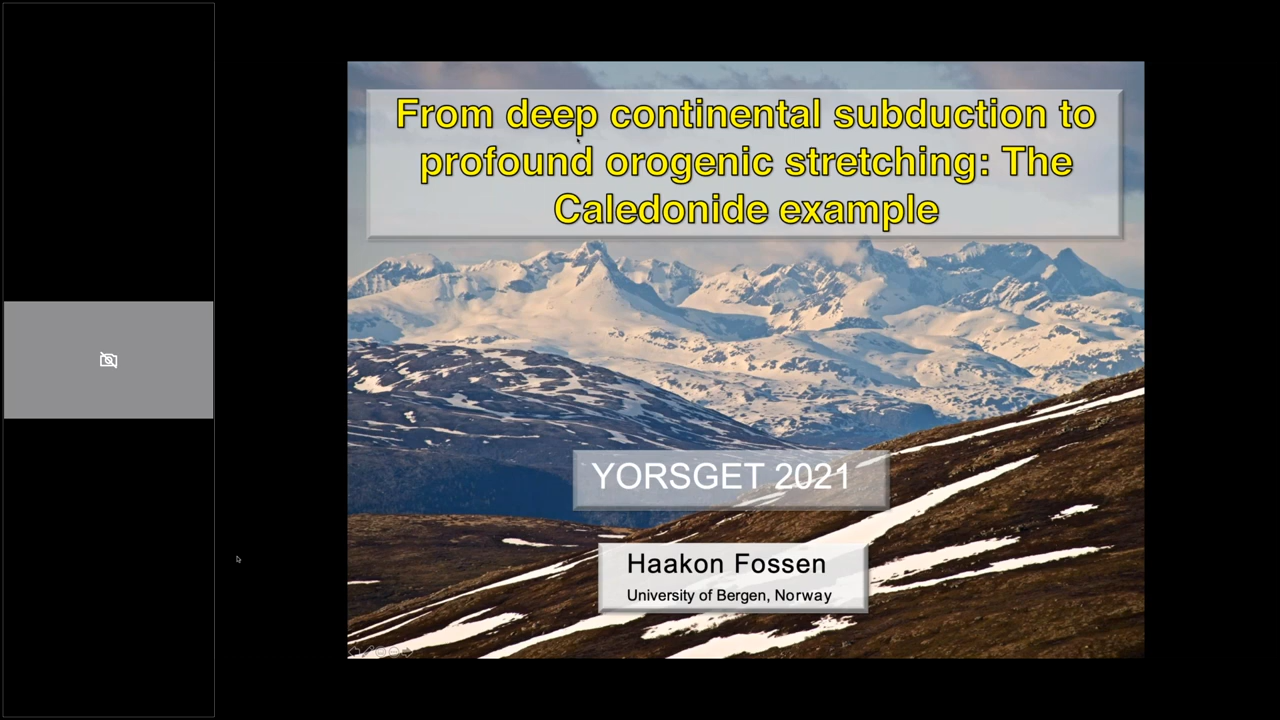 From deep continental subduction to
profound orogenic stretching: The
Caledonide example
YORSGET 2021
Haakon Fossen
University of Bergen, Norway